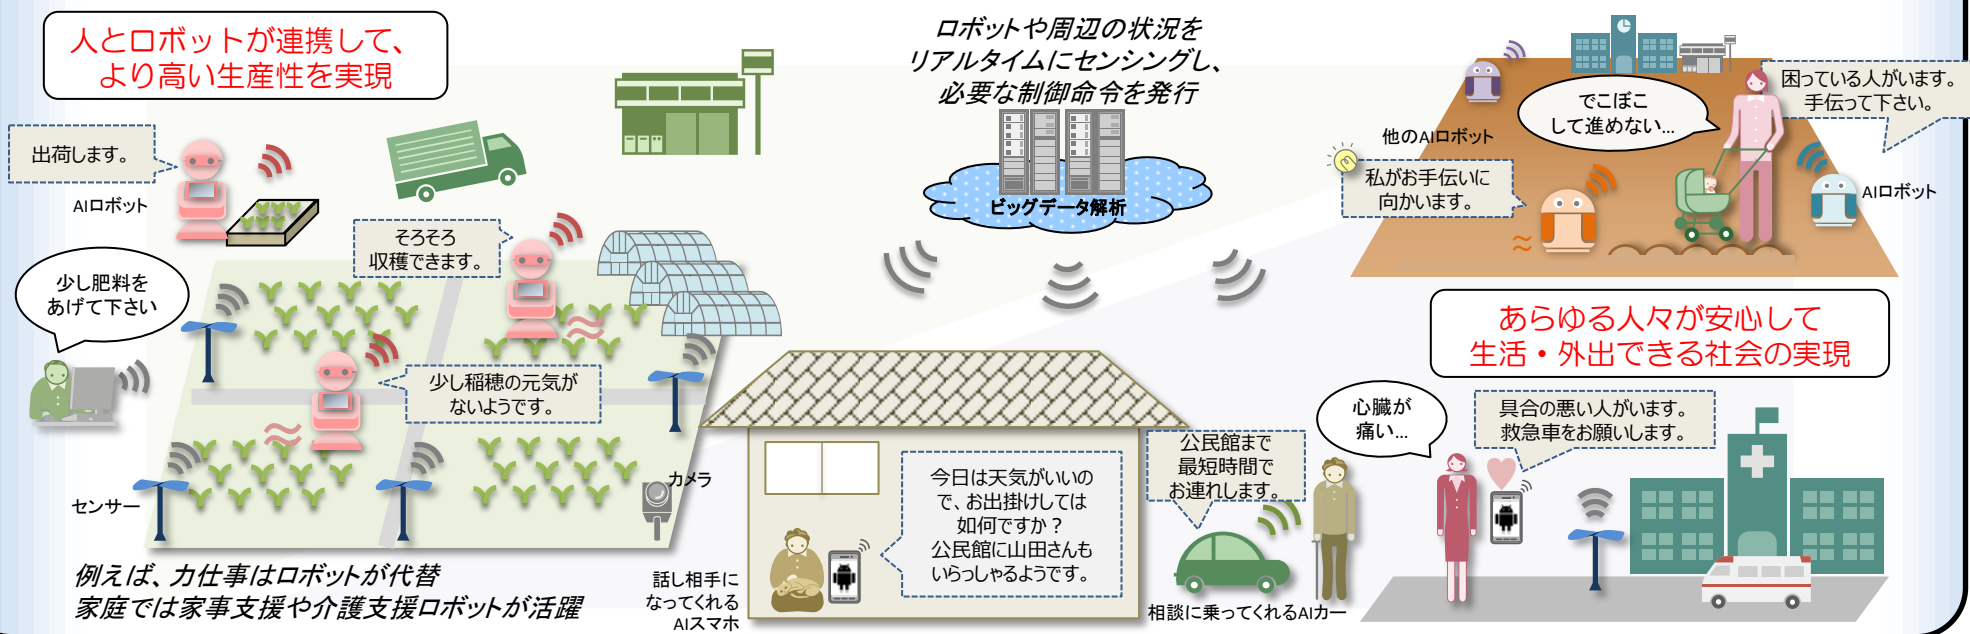 人とロボットが連携して、
より高い生産性を実現
ロボットや周辺の状況を
リアルタイムにセンシングし、
必要な制御命令を発行
ビッグデータ解析
出荷します。
AIロボット
そろそろ
収穫できます。
少し肥料を
あげて下さい
少し稲穂の元気が
ないようです。
センサー
カメラ
例えば、力仕事はロボットが代替
家庭では家事支援や介護支援ロボットが活躍
でこぼこ
して進めない…
困っている人がいます。
手伝って下さい。
他のAIロボット
私がお手伝いに
向かいます。
AIロボット
あらゆる人々が安心して
生活・外出できる社会の実現
今日は天気がいいの
で、お出掛けしては
如何ですか？
公民館に山田さんも
いらっしゃるようです。
話し相手に
なってくれる
AIスマホ
公民館まで
最短時間で
お連れします。
相談に乗ってくれるAIカー
心臓が
痛い…
具合の悪い人がいます。
救急車をお願いします。